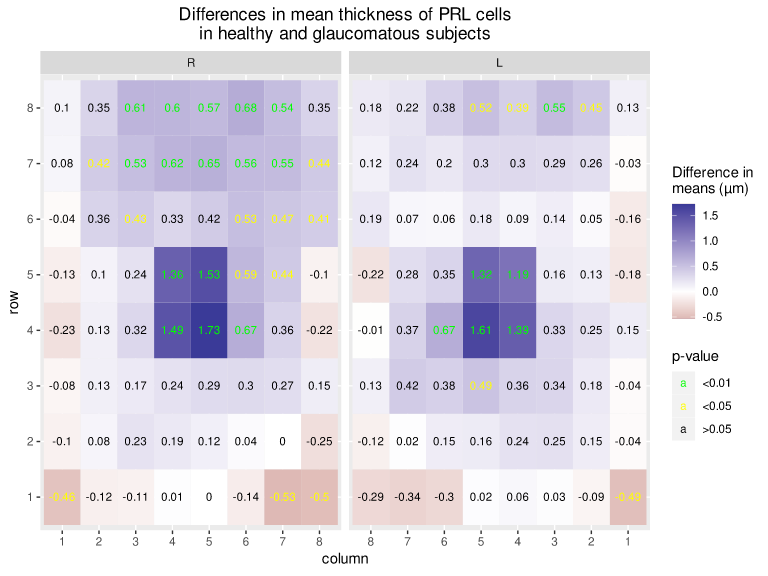 Differences in mean thickness of PRL cells
in healthy and glaucomatous subjects
R L
8 0.1 0.35 0.61 0.6 0.57 0.68 0.54 0.35 0.18 0.22 0.38 0.52 0.39 0.55 0.45 0.13
7 0.08 0.42 0.53 0.62 0.65 0.56 0.55 0.44 0.12 0.24 0.2 0.3 0.3 0.29 0.26 -0.03
6 -0.04 0.36 0.43 0.33 0.42 0.53 0.47 0.41 0.19 0.07 0.06 0.18 0.09 0.14 0.05 -0.16
5 -0.13 0.1 0.24 1.36 1.53 0.59 0.44 -0.1 -0.22 0.28 0.35 1.32 1.15 0.16 0.13 -0.18
4 -0.23 0.13 0.32 1.49 1.73 0.67 0.36 -0.22 -0.01 0.37 0.67 1.61 1.39 0.33 0.25 0.15
3 -0.08 0.13 0.17 0.24 0.29 0.3 0.27 0.15 0.13 0.42 0.38 0.49 0.36 0.34 0.18 -0.04
2 -0.1 0.08 0.23 0.19 0.12 0.04 0 -0.25 -0.12 0.02 0.15 0.16 0.24 0.25 0.15 -0.04
1 -0.46 -0.12 -0.11 0.01 0 -0.14 -0.53 -0.5 -0.29 -0.34 -0.3 0.02 0.06 0.03 -0.09 -0.49
1 2 3 4 5 6 7 8 8 7 6 5 4 3 2 1
column
row
Difference in
means (μm)
1.5
1.0
0.5
0.0
-0.5
p-value
a <0.01
a <0.05
a >0.05